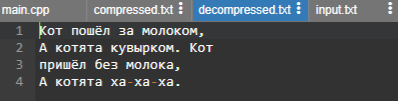 main.cpp compressed.txt decompressed.txt input.txt
1 Кот пошёл за молоком,
2 А котята кувырком. Кот
3 пришёл без молока,
4 А котята ха-ха-ха.